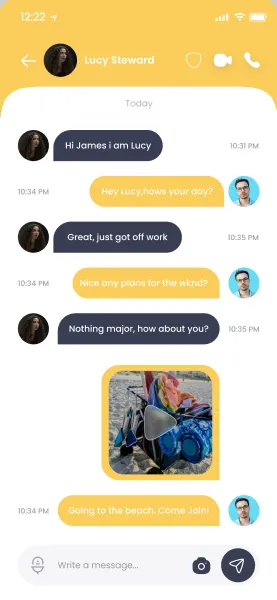 12:22
Lucy Steward
Today
Hi James i am Lucy
10:31 PM
10:34 PM
Hey Lucy,hows your day?
Great, just got off work
10:35 PM
10:34 PM
Nice any plans for the wknd?
Nothing major, how about you?
10:35 PM
10:34 PM
Going to the beach. Come Join!
Write a message...